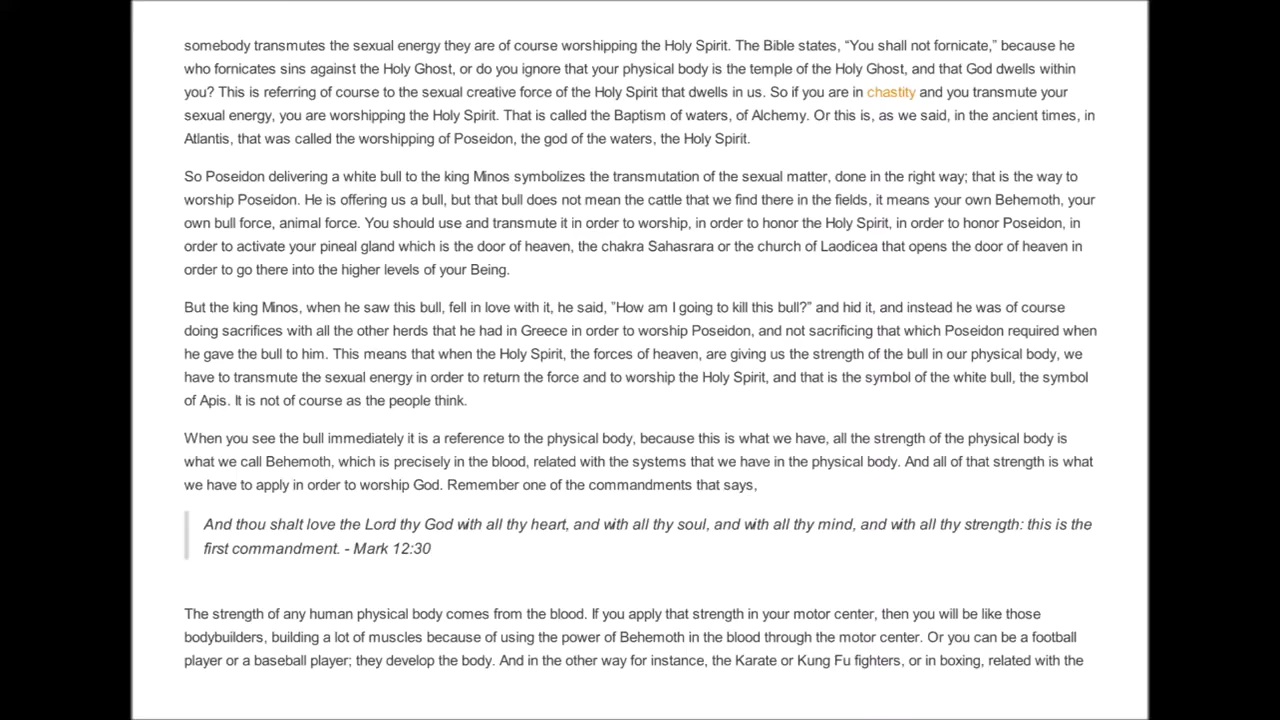 somebody transmutes the sexual energy they are of course worshipping the Holy Spirit. The Bible states, “You shall not fornicate,” because he
who fornicates sins against the Holy Ghost, or do you ignore that your physical body is the temple of the Holy Ghost, and that God dwells within
you? This is referring of course to the sexual creative force of the Holy Spirit that dwells in us. So if you are in chastity and you transmute your
sexual energy, you are worshipping the Holy Spirit. That is called the Baptism of waters, of Alchemy. Or this is, as we said, in the ancient times, in
Atlantis, that was called the worshipping of Poseidon, the god of the waters, the Holy Spirit.
So Poseidon delivering a white bull to the king Minos symbolizes the transmutation of the sexual matter, done in the right way; that is the way to
worship Poseidon. He is offering us a bull, but that bull does not mean the cattle that we find there in the fields, it means your own Behemoth, your
own bull force, animal force. You should use and transmute it in order to worship, in order to honor the Holy Spirit, in order to honor Poseidon, in
order to activate your pineal gland which is the door of heaven, the chakra Sahasrara or the church of Laodicea that opens the door of heaven in
order to go there into the higher levels of your Being.
But the king Minos, when he saw this bull, fell in love with it, he said, ”How am I going to kill this bull?” and hid it, and instead he was of course
doing sacrifices with all the other herds that he had in Greece in order to worship Poseidon, and not sacrificing that which Poseidon required when
he gave the bull to him. This means that when the Holy Spirit, the forces of heaven, are giving us the strength of the bull in our physical body, we
have to transmute the sexual energy in order to return the force and to worship the Holy Spirit, and that is the symbol of the white bull, the symbol
of Apis. It is not of course as the people think.
When you see the bull immediately it is a reference to the physical body, because this is what we have, all the strength of the physical body is
what we call Behemoth, which is precisely in the blood, related with the systems that we have in the physical body. And all of that strength is what
we have to apply in order to worship God. Remember one of the commandments that says,
And thou shalt love the Lord thy God with all thy heart, and with all thy soul, and with all thy mind, and with all thy strength: this is the
first commandment. - Mark 12:30
The strength of any human physical body comes from the blood. If you apply that strength in your motor center, then you will be like those
bodybuilders, building a lot of muscles because of using the power of Behemoth in the blood through the motor center. Or you can be a football
player or a baseball player; they develop the body. And in the other way for instance, the Karate or Kung Fu fighters, or in boxing, related with the